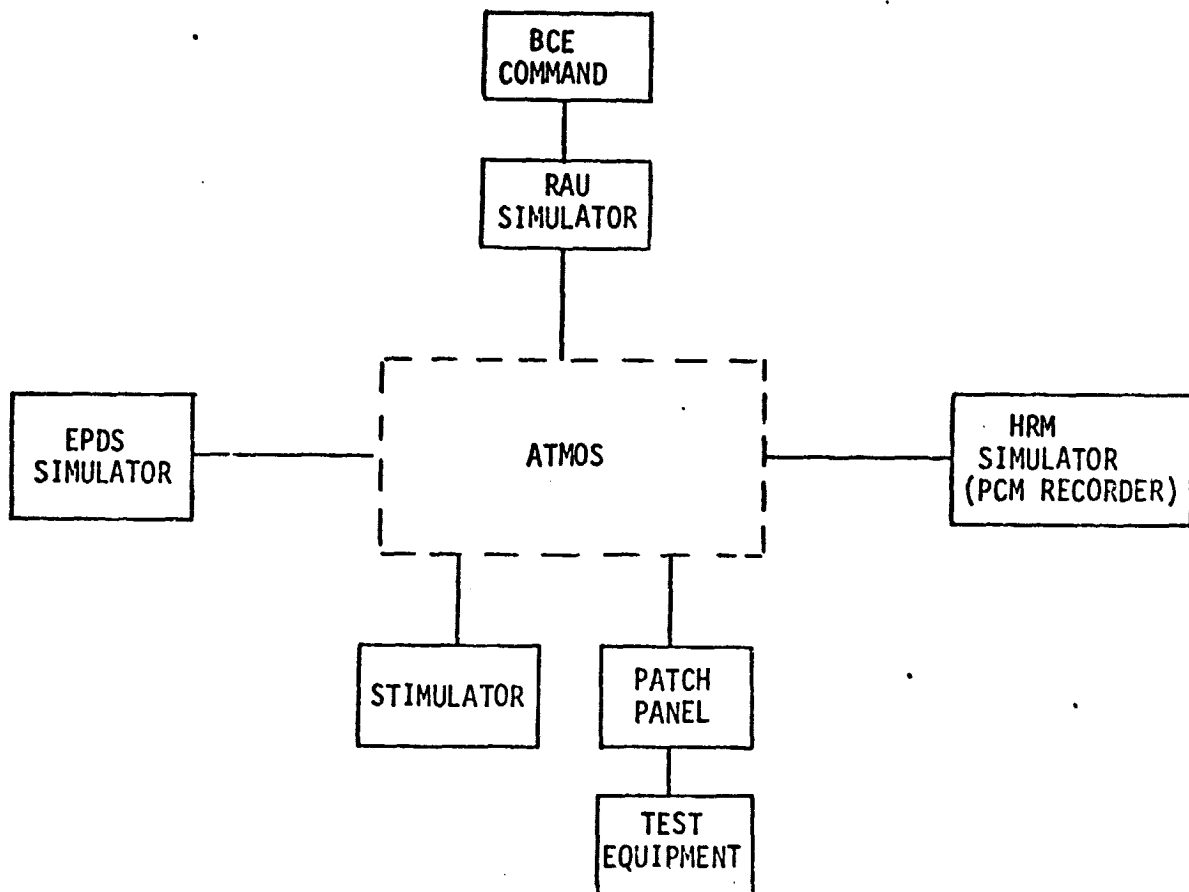 BCE
COMMAND
RAU
SIMULATOR
EPDS
SIMULATOR
ATMOS
HRM
SIMULATOR
(PCM RECORDER)
STIMULATOR
PATCH
PANEL
TEST
EQUIPMENT